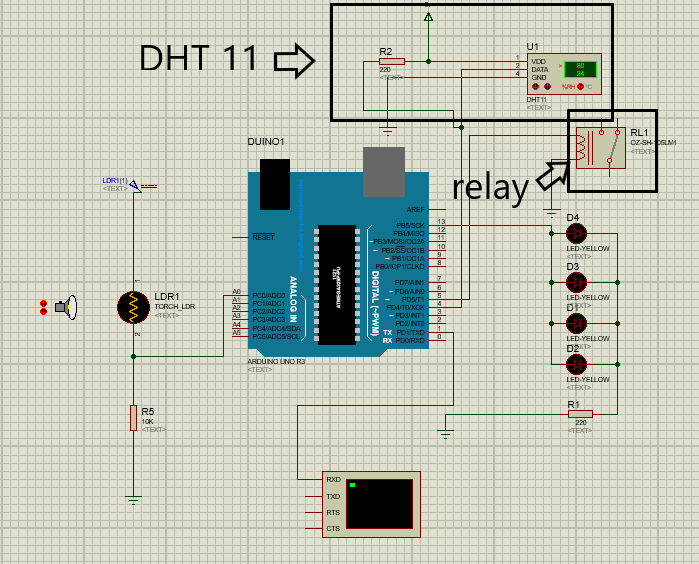 DHT 11
R2
220
<TEXT>
U1
1
2
4
VDD
DATA
GND
80
24
%RH
°C
DHT11
<TEXT>
RL1
OZ-SH-105LM1
<TEXT>
relay
DUINO1
LDR1(1)
<TEXT>
RESET
AREF
PB5/SCK
PB4/MISO
~PB3/MOSI/OC2A
~PB2/SS/OC1B
~PB1/OC1A
PB0/ICP1/CLKO
13
12
11
10
9
8
PD7/AIN1
~PD6/AIN0
~PD5/T1
PD4/T0/XCK
~PD3/INT1
PD2/INT0
TX PD1/TXD
RX PD0/RXD
7
6
5
4
3
2
1
0
ANALOG IN
DIGITAL (~PWM)
A0
A1
A2
A3
A4
A5
PC0/ADC0
PC1/ADC1
PC2/ADC2
PC3/ADC3
PC4/ADC4/SDA
PC5/ADC5/SCL
ARDUINO UNO R3
<TEXT>
1
LDR1
TORCH_LDR
<TEXT>
2
R5
10K
<TEXT>
D4
LED-YELLOW
<TEXT>
D3
LED-YELLOW
<TEXT>
D1
LED-YELLOW
<TEXT>
D2
LED-YELLOW
<TEXT>
R1
220
<TEXT>
RXD
TXD
RTS
CTS